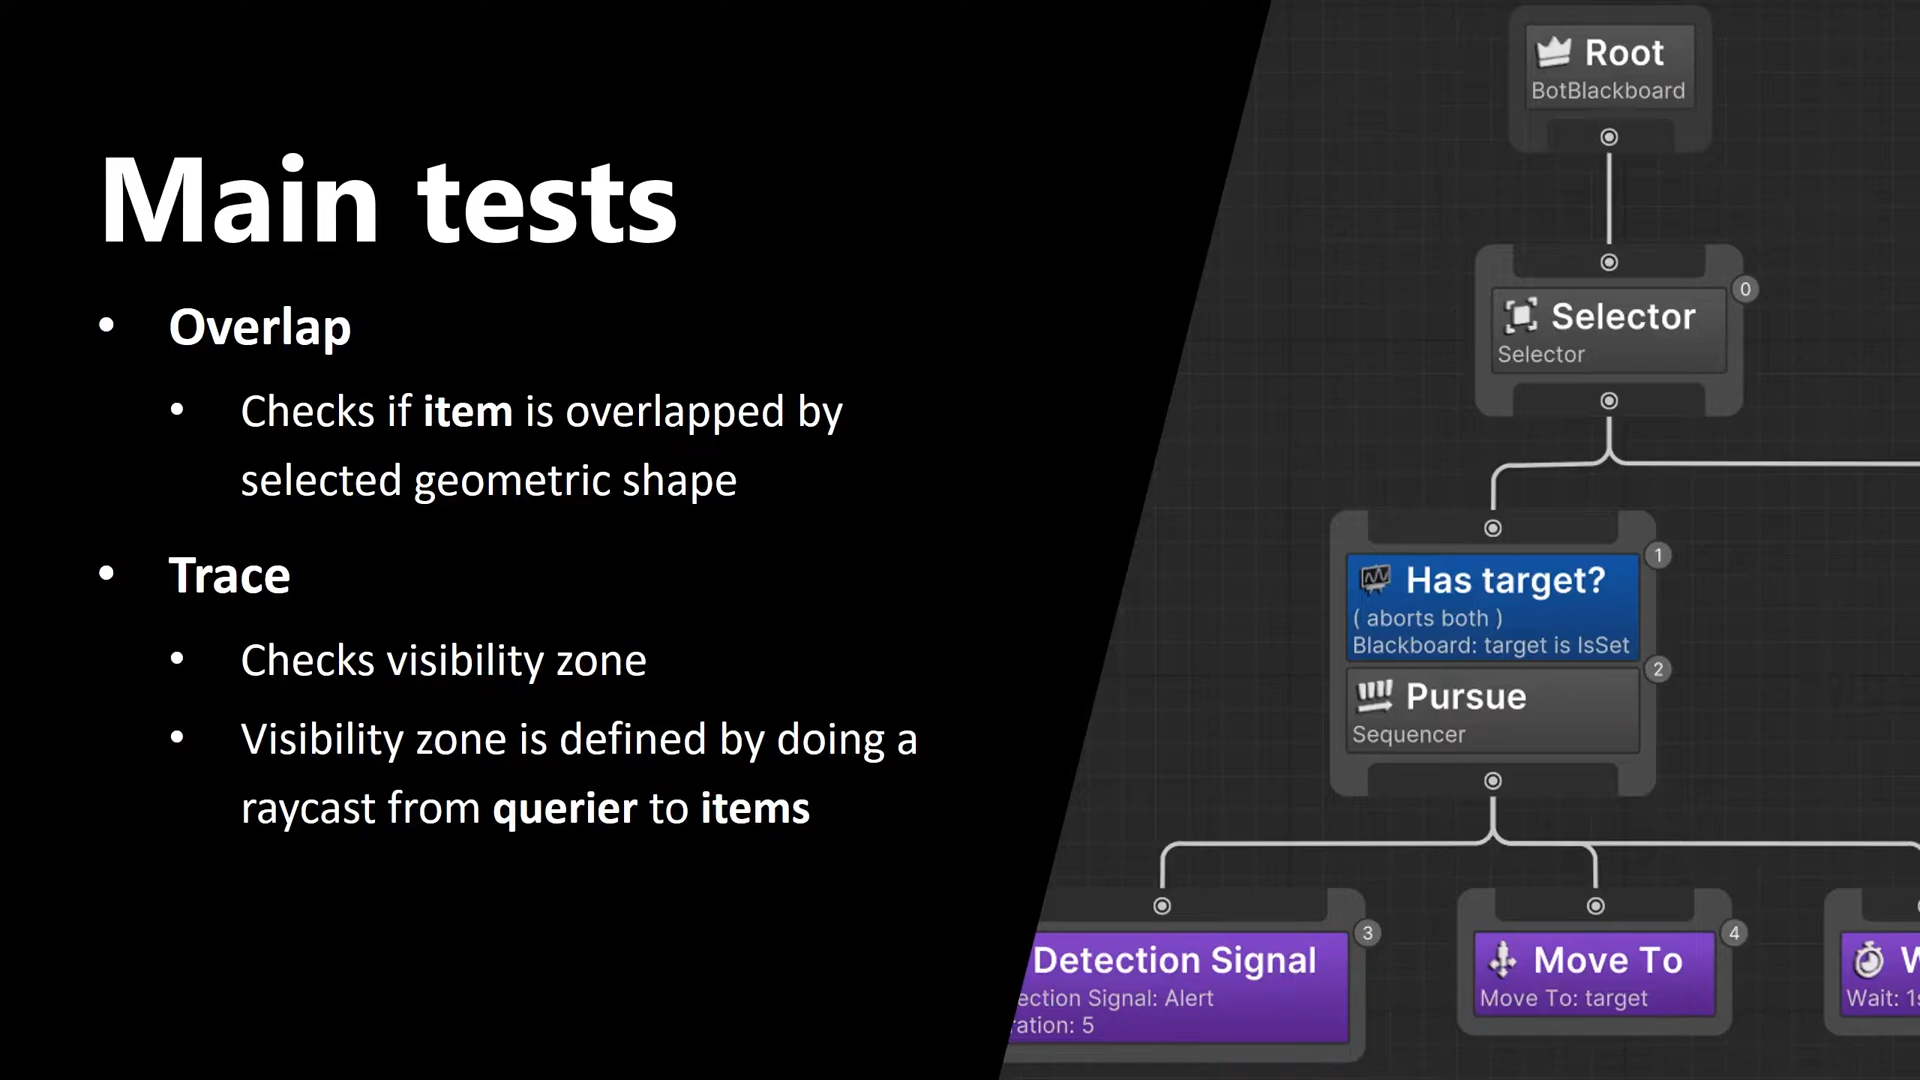 Main tests
• Overlap
• Checks if item is overlapped by
selected geometric shape
• Trace
• Checks visibility zone
• Visibility zone is defined by doing a
raycast from querier to items
Root
BotBlackboard
Selector
0
Selector
Has target?
1
( aborts both )
Blackboard: target is IsSet
Pursue
2
Sequencer
Detection Signal
3
ection Signal: Alert
ration: 5
Move To
4
Move To: target
W
Wait: 1s